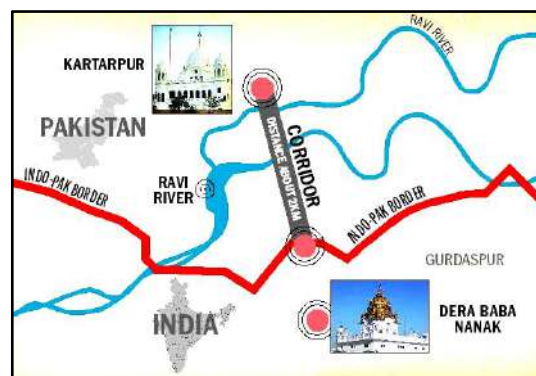 RAVI RIVER
KARTARPUR
PAKISTAN
CORRIDOR
DISTANCE ABOUT 2KM
INDO-PAK BORDER
RAVI
RIVER
INDO-PAK BORDER
GURDASPUR
INDIA
DERA BABA
NANAK